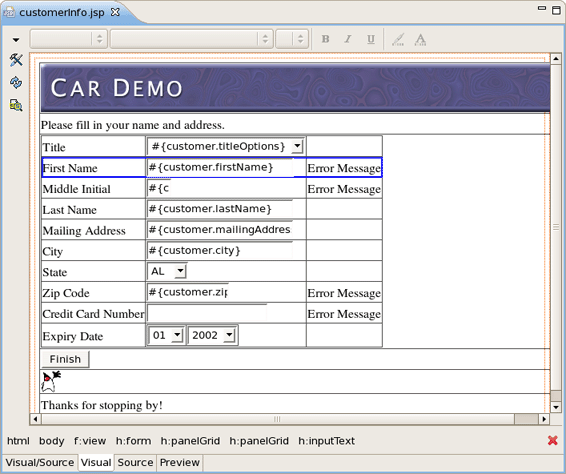 customerInfo.jsp
B I U A
CAR DEMO
Please fill in your name and address.
Title #{customer.titleOptions}
First Name #{customer.firstName} Error Message
Middle Initial #{c Error Message
Last Name #{customer.lastName}
Mailing Address #{customer.mailingAddres
City #{customer.city}
State AL
Zip Code #{customer.zip Error Message
Credit Card Number Error Message
Expiry Date 01 2002
Finish
Thanks for stopping by!
html body f:view h:form h:panelGrid h:panelGrid h:inputText
Visual/Source Visual Source Preview